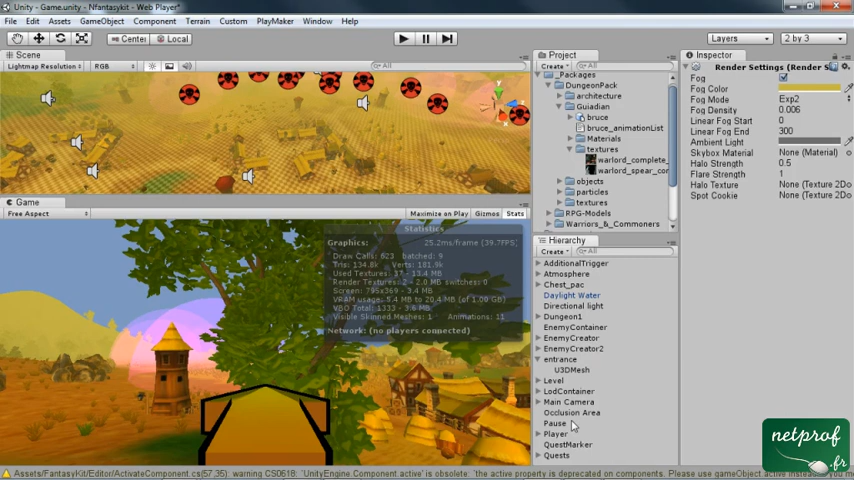 Unity - Game.unity - Nfantasykit - Web Player*
File Edit Assets GameObject Component Terrain Custom PlayMaker Window Help
Center Local Layers 2 by 3
Scene
Lightmap Resolution RGB All
Game
Free Aspect Maximize on Play Gizmos Stats
Statistics
Graphics: 25.2ms/frame (39.7FPS)
Draw Calls: 623 batched: 9
Tris: 134.8k Verts: 181.9k
Used Textures: 17 - 13.4 MB
Render Textures: 2 - 2.0 MB switches: 0
Screen: 795x369 - 3.4 MB
VRAM usage: 5.4 MB to 20.4 MB (of 1.00 GB)
VBO Total: 1333 - 3.6 MB
Visible Skinned Meshes: 1 Animations: 11
Network: (no players connected)
Project
Create All
_Packages
DungeonPack
architecture
Guiadian
bruce
bruce_animationList
Materials
textures
warlord_complete_
warlord_spear_cor
objects
particles
textures
RPG-Models
Warriors_&_Commoners
Hierarchy
Create All
AdditionalTrigger
Atmosphere
Chest_pac
Daylight Water
Directional light
Dungeon1
EnemyContainer
EnemyCreator
EnemyCreator2
entrance
U3DMesh
Level
LodContainer
Main Camera
Occlusion Area
Pause
Player
QuestMarker
Quests
Inspector
Render Settings (Render S
Fog
Fog Color
Fog Mode Exp2
Fog Density 0.006
Linear Fog Start 0
Linear Fog End 300
Ambient Light
Skybox Material None (Material)
Halo Strength 0.5
Flare Strength 1
Halo Texture None (Texture 2Do
Spot Cookie None (Texture 2Do
netprof
.fr
Assets/FantasyKit/Editor/ActivateComponent.cs(57,35): warning CS0618: `UnityEngine.Component.active' is obsolete: `the active property is deprecated on components. Please use gameObject.active instead